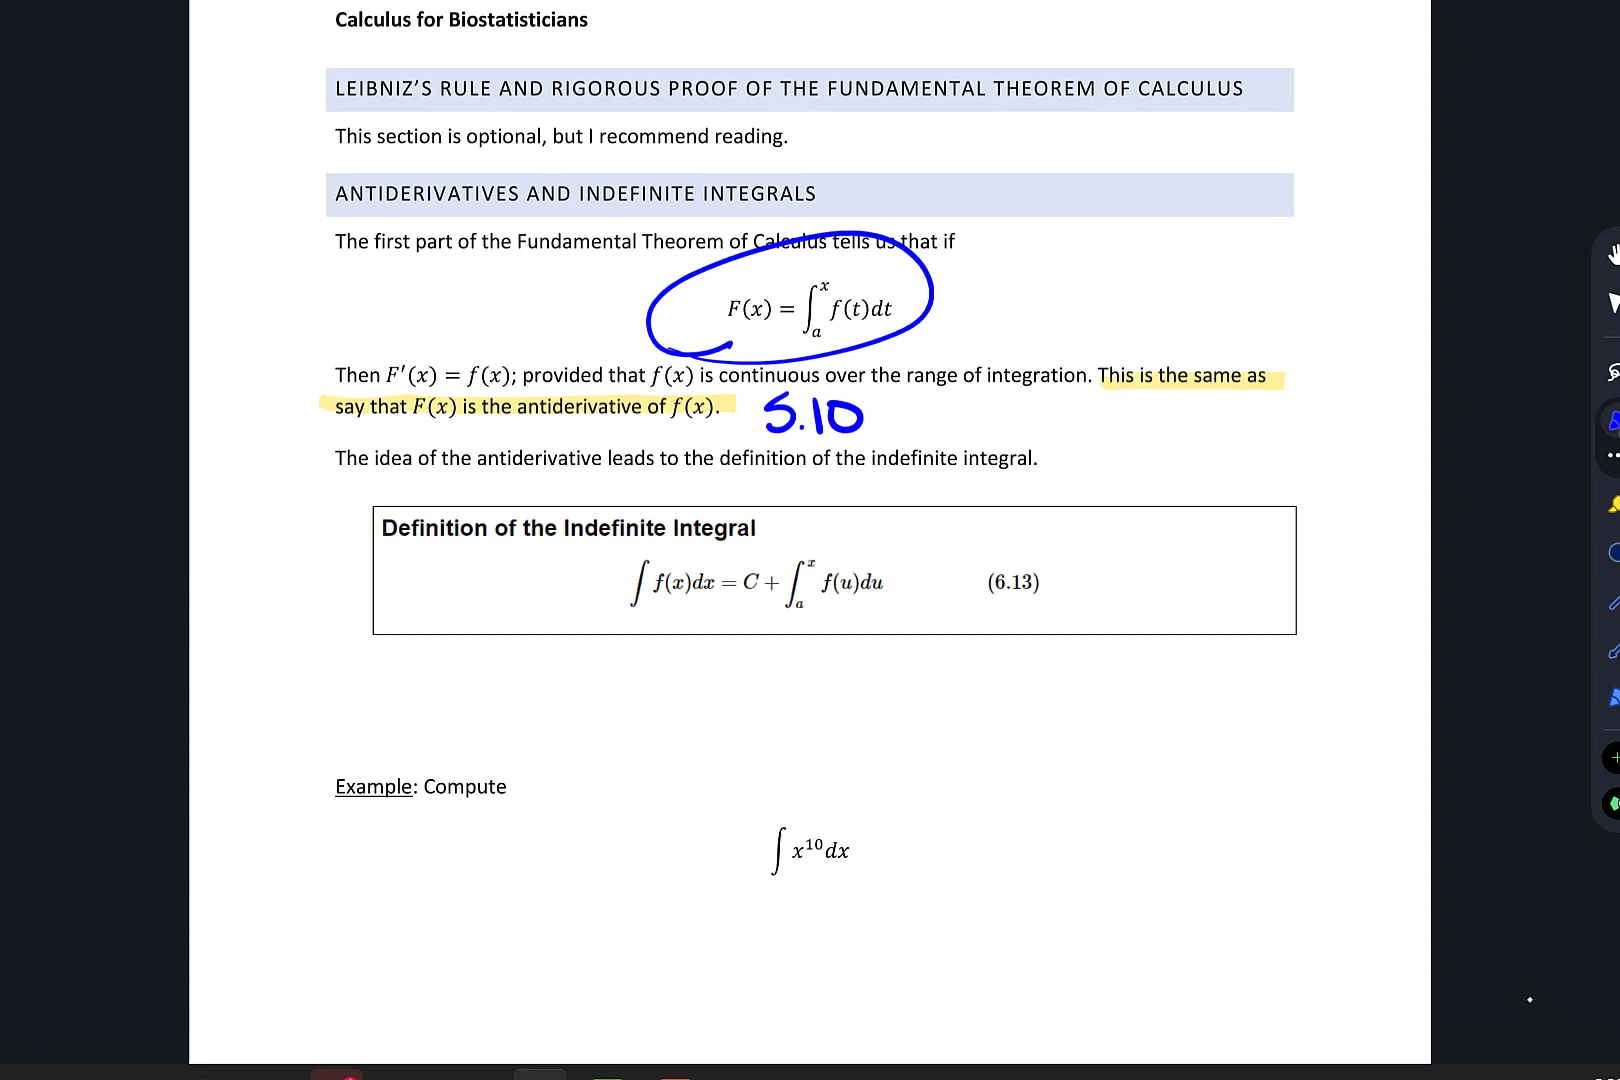 Calculus for Biostatisticians
LEIBNIZ’S RULE AND RIGOROUS PROOF OF THE FUNDAMENTAL THEOREM OF CALCULUS
This section is optional, but I recommend reading.
ANTIDERIVATIVES AND INDEFINITE INTEGRALS
The first part of the Fundamental Theorem of Calculus tells us that if
F(x) = ∫ₐˣ f(t)dt
Then F′(x) = f(x); provided that f(x) is continuous over the range of integration. This is the same as
say that F(x) is the antiderivative of f(x).
5.10
The idea of the antiderivative leads to the definition of the indefinite integral.
Definition of the Indefinite Integral
∫ f(x)dx = C + ∫ₐˣ f(u)du (6.13)
Example: Compute
∫ x¹⁰dx